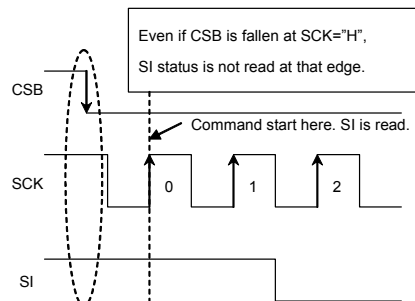 Even if CSB is fallen at SCK=”H”,
SI status is not read at that edge.
CSB
Command start here. SI is read.
SCK
0
1
2
SI